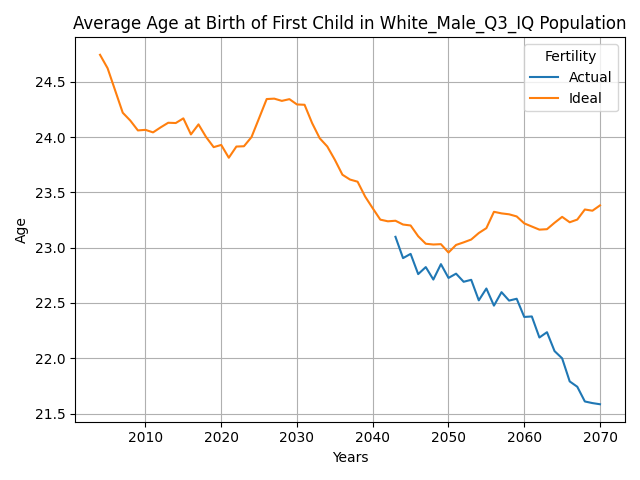 Average Age at Birth of First Child in White_Male_Q3_IQ Population
Fertility
Actual
Ideal
24.5
24.0
23.5
23.0
22.5
22.0
21.5
Age
2010
2020
2030
2040
2050
2060
2070
Years